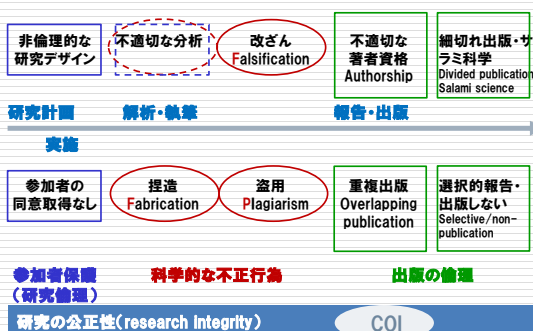 非倫理的な
研究デザイン
不適切な分析
改ざん
Falsification
不適切な
著者資格
Authorship
細切れ出版・サ
ラミ科学
Divided publication
Salami science
研究計画
解析・執筆
報告・出版
実施
参加者の
同意取得なし
捏造
Fabrication
盗用
Plagiarism
重複出版
Overlapping
publication
選択的報告・
出版しない
Selective/non-
publication
参加者保護
（研究倫理）
科学的な不正行為
出版の倫理
研究の公正性（research integrity）
COI